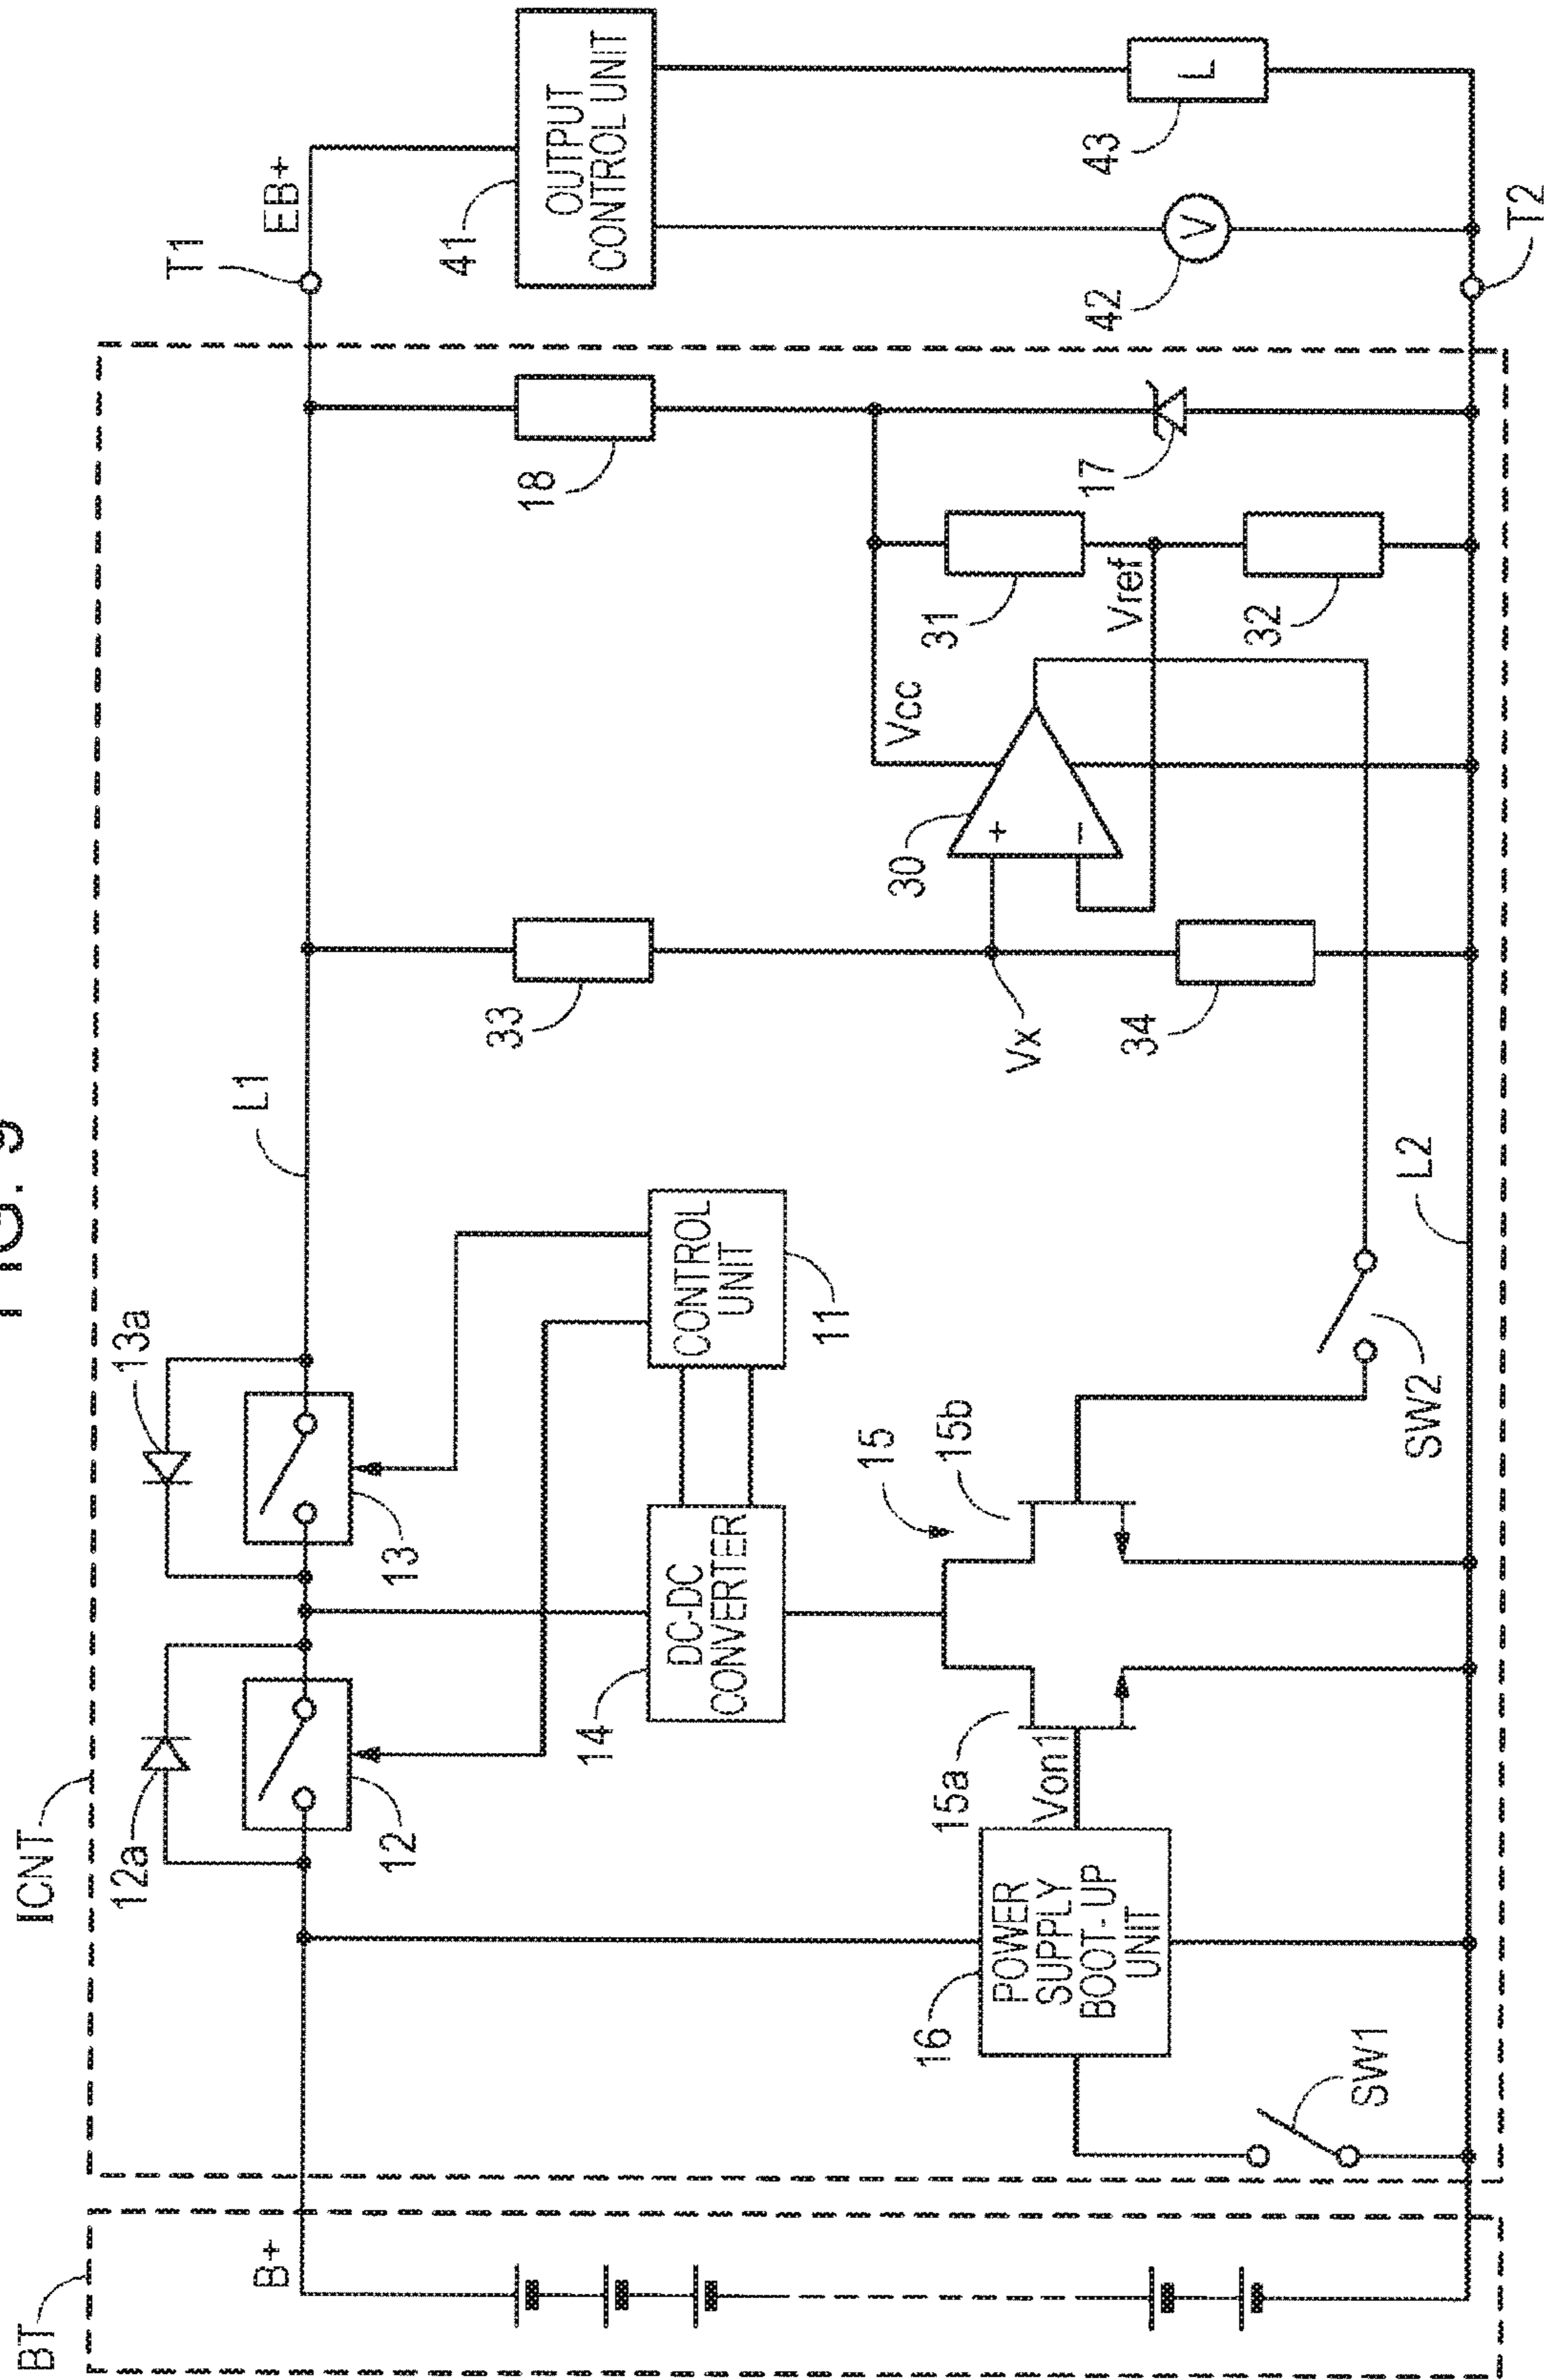 FIG. 9
BT
ICNT
B+
12a
12
13a
13
L1
T1
EB+
14
DC-DC
CONVERTER
CONTROL
UNIT
11
33
18
41
OUTPUT
CONTROL UNIT
16
POWER
SUPPLY
BOOT-UP
UNIT
Von1
15a
15
15b
Vx
34
30
+
−
Vcc
31
Vref
32
17
42
V
43
L
SW1
SW2
L2
T2